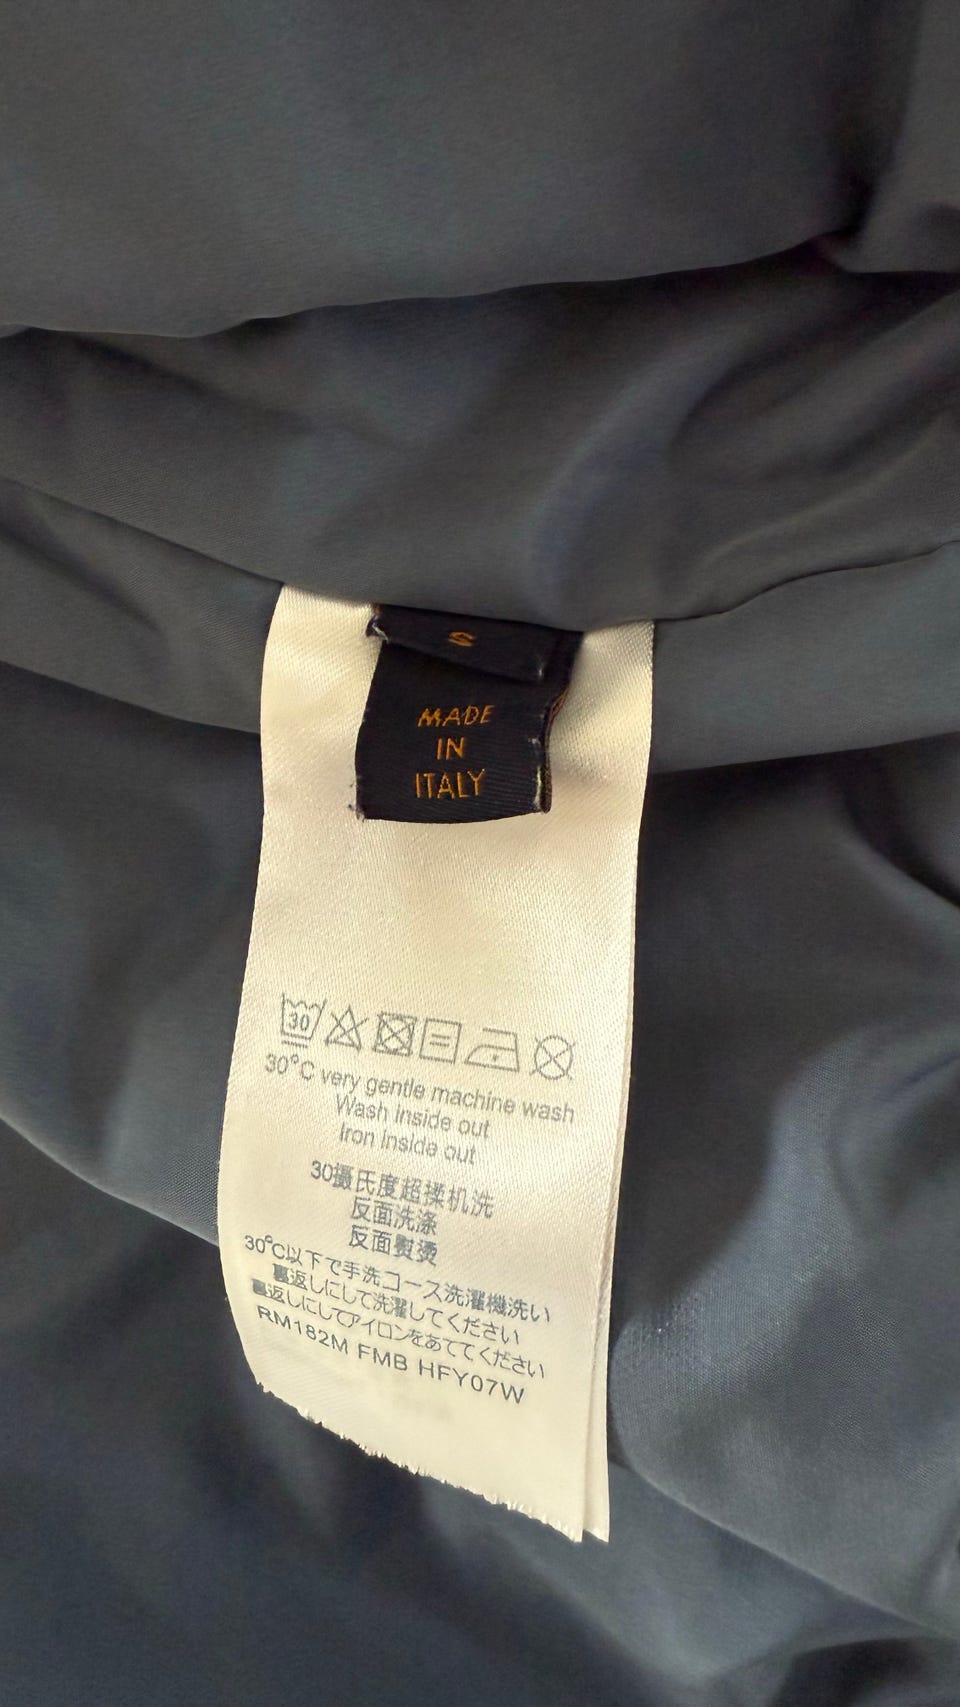 S
MADE
IN
ITALY
30
30°C very gentle machine wash
Wash inside out
Iron inside out
30摄氏度超揉机洗
反面洗涤
反面熨烫
30°C以下で手洗コース洗濯機洗い
裏返しにして洗濯してください
裏返しにしてアイロンをあててください
RM182M FMB HFY07W